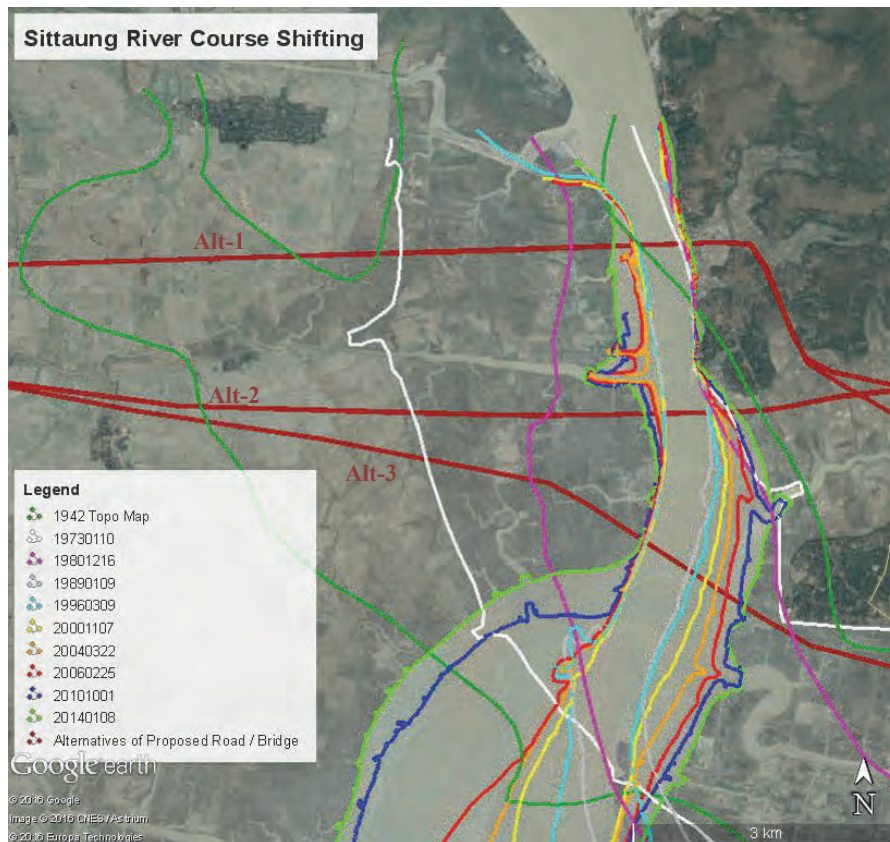 Sittaung River Course Shifting
Alt-1
Alt-2
Alt-3
Legend
1942 Topo Map
19730110
19801216
19890109
19960309
20001107
20040322
20060225
20101001
20140108
Alternatives of Proposed Road / Bridge
Google earth
© 2016 Google
Image © 2016 CNES / Astrium
© 2016 Europa Technologies
N
3 km